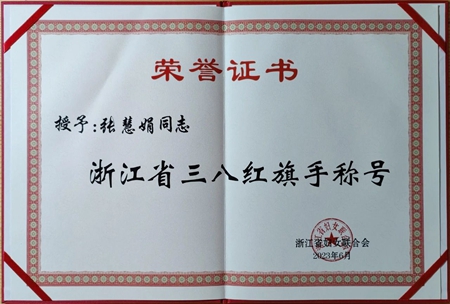 荣誉证书
授予:张慧娟同志
浙江省三八红旗手称号
浙江省妇女联合会
2023年6月